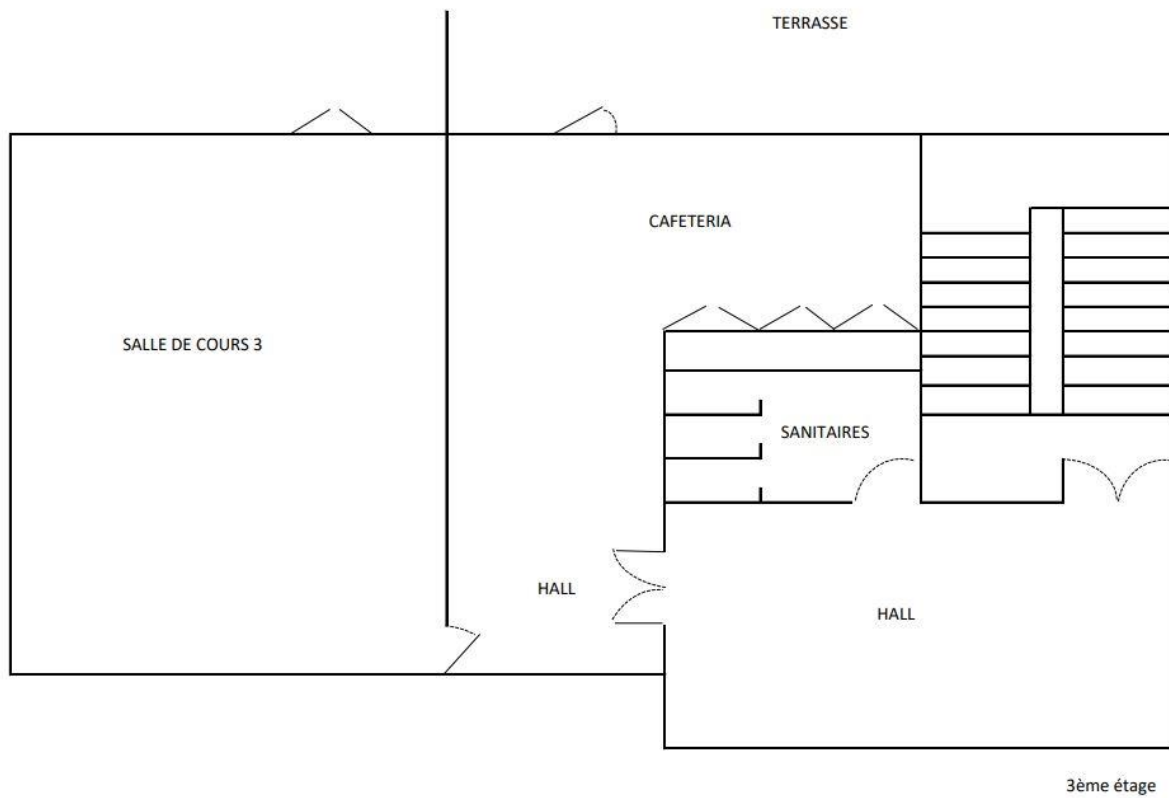 TERRASSE
CAFETERIA
SALLE DE COURS 3
SANITAIRES
HALL
HALL
3ème étage